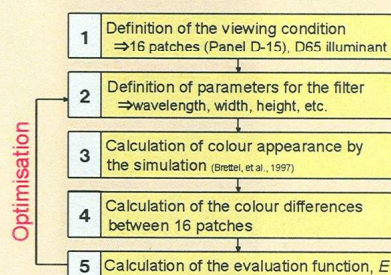 1 Definition of the viewing condition
⇒16 patches (Panel D-15), D65 illuminant
2 Definition of parameters for the filter
⇒wavelength, width, height, etc.
3 Calculation of colour appearance by
the simulation (Brettel, et al., 1997)
4 Calculation of the colour differences
between 16 patches
5 Calculation of the evaluation function, E
Optimisation